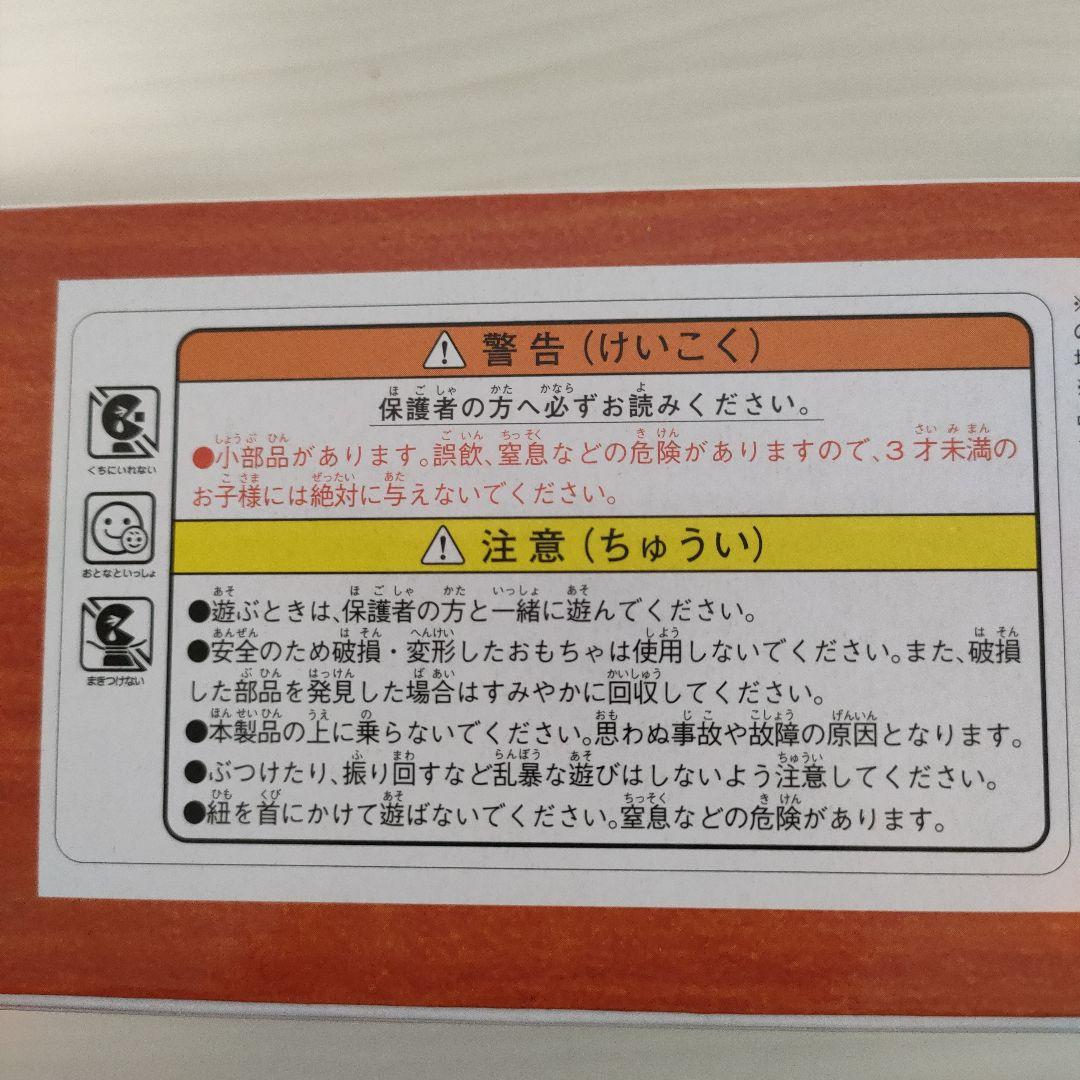 警告(けいこく)
保護者の方へ必ずお読みください。
●小部品があります。誤飲、窒息などの危険がありますので、3才未満の
お子様には絶対に与えないでください。
注意(ちゅうい)
●遊ぶときは、保護者の方と一緒に遊んでください。
●安全のため破損・変形したおもちゃは使用しないでください。また、破損
した部品を発見した場合はすみやかに回収してください。
●本製品の上に乗らないでください。思わぬ事故や故障の原因となります。
●ぶつけたり、振り回すなど乱暴な遊びはしないよう注意してください。
●紐を首にかけて遊ばないでください。窒息などの危険があります。
くちにいれない
おとなといっしょ
まきつけない